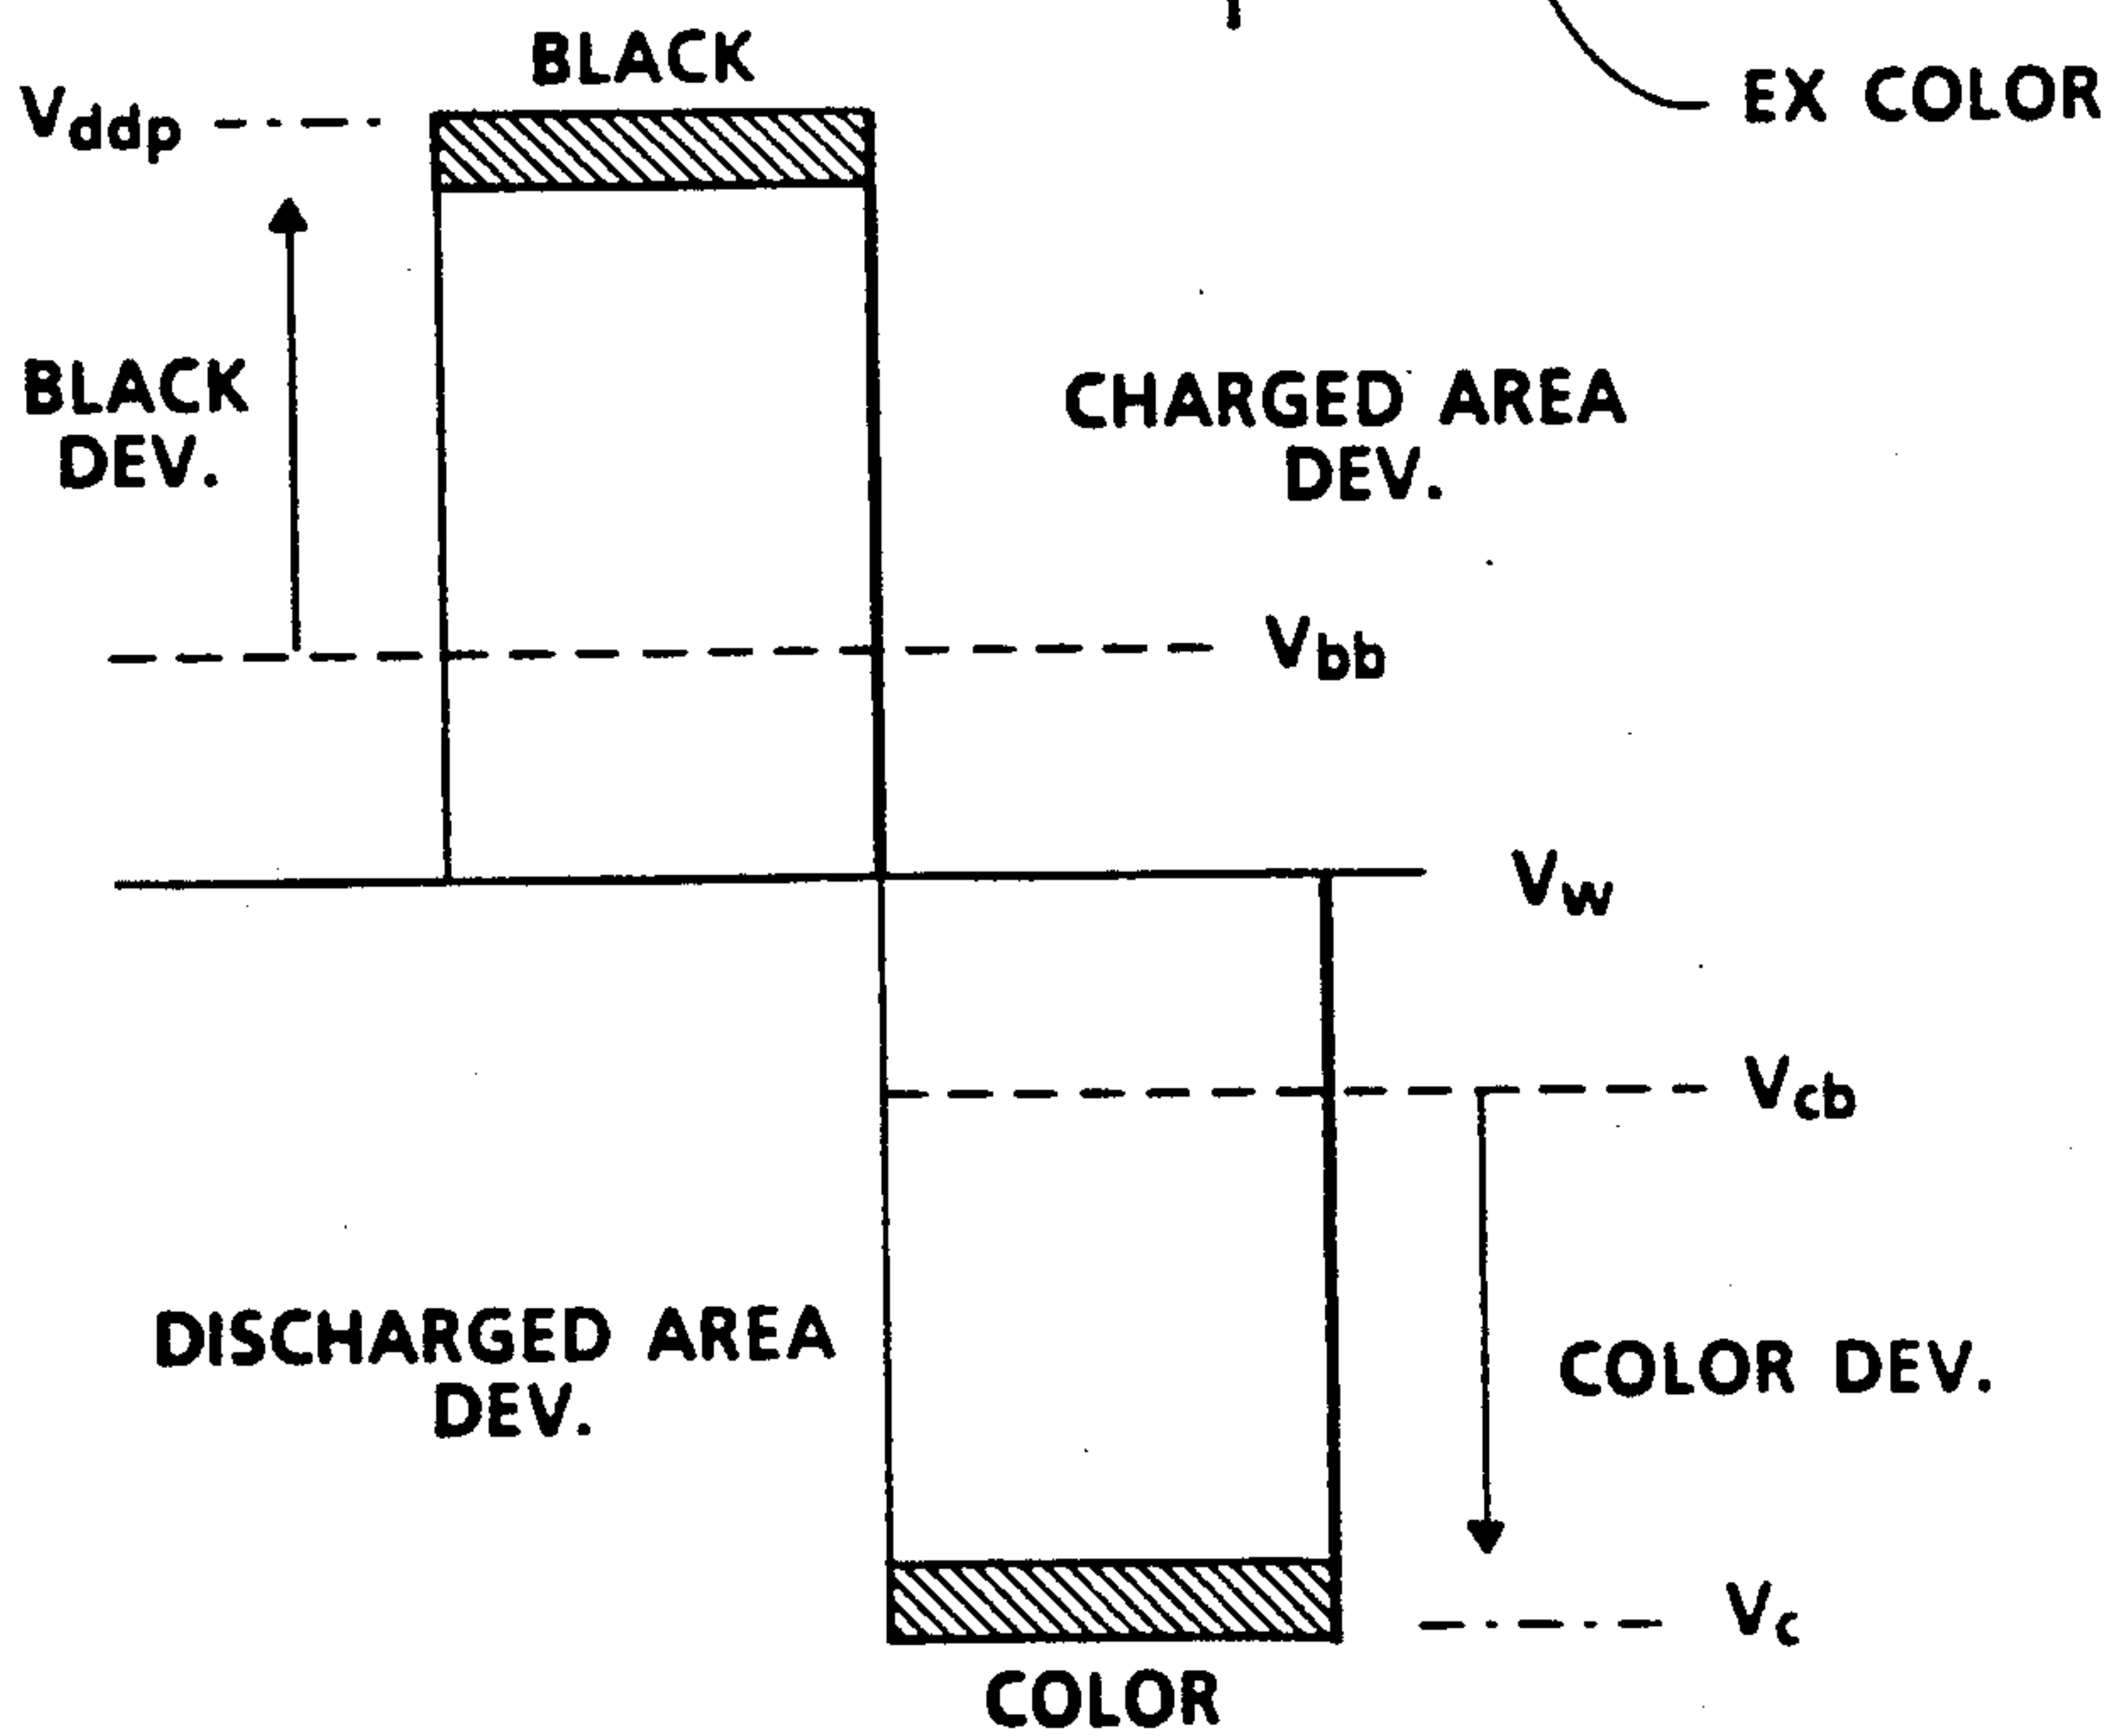 BLACK
Vddp
EX COLOR
BLACK
DEV.
CHARGED AREA
DEV.
Vbb
Vw
Vcb
DISCHARGED AREA
DEV.
COLOR DEV.
Vc
COLOR